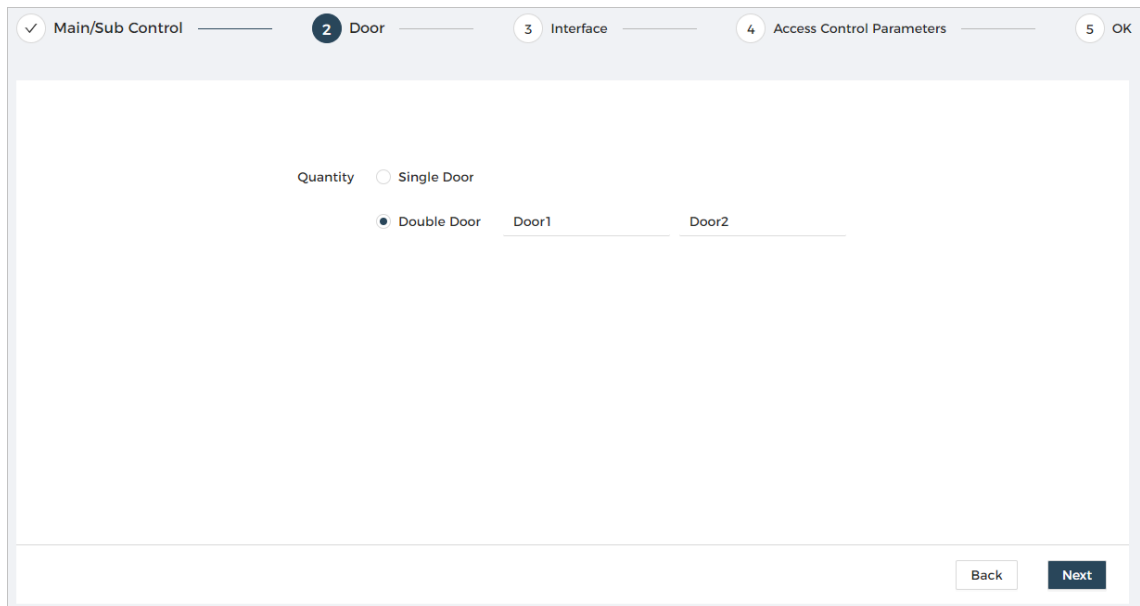 Main/Sub Control 2 Door 3 Interface 4 Access Control Parameters 5 OK
Quantity Single Door
Double Door Door1 Door2
Back Next